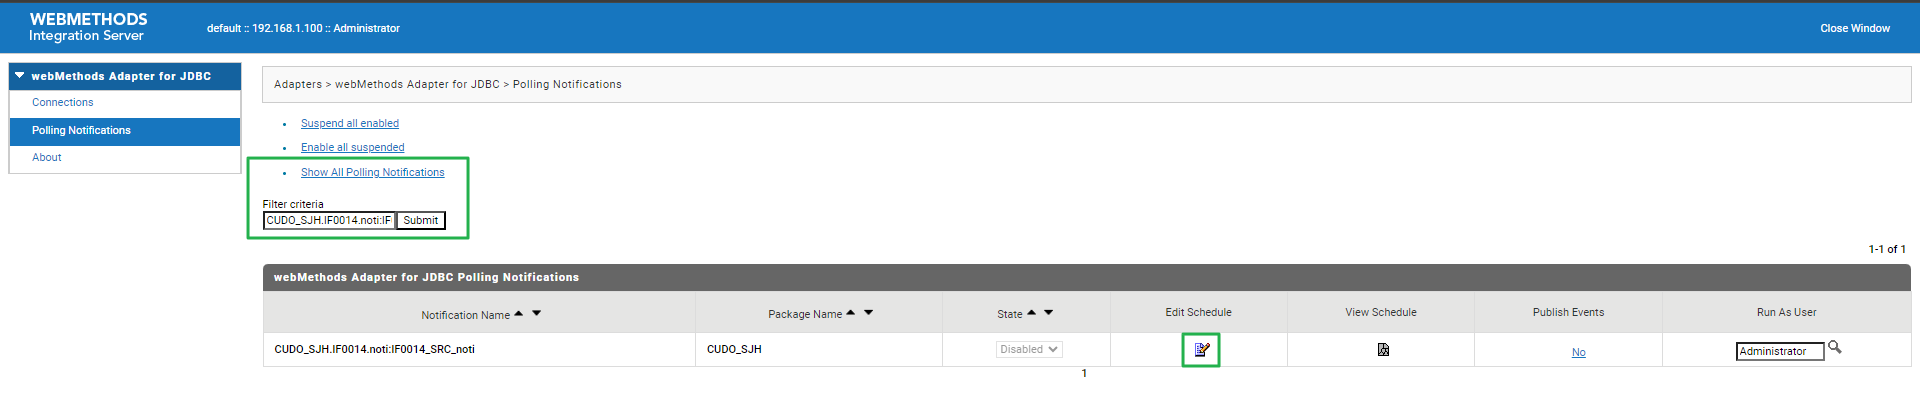 WEBMETHODS
Integration Server
default :: 192.168.1.100 :: Administrator
Close Window
webMethods Adapter for JDBC
Connections
Polling Notifications
About
Adapters > webMethods Adapter for JDBC > Polling Notifications
Suspend all enabled
Enable all suspended
Show All Polling Notifications
Filter criteria
CUDO_SJH.IF0014.noti:IF Submit
1-1 of 1
webMethods Adapter for JDBC Polling Notifications
Notification Name Package Name State Edit Schedule View Schedule Publish Events Run As User
CUDO_SJH.IF0014.noti:IF0014_SRC_noti CUDO_SJH Disabled No Administrator
1